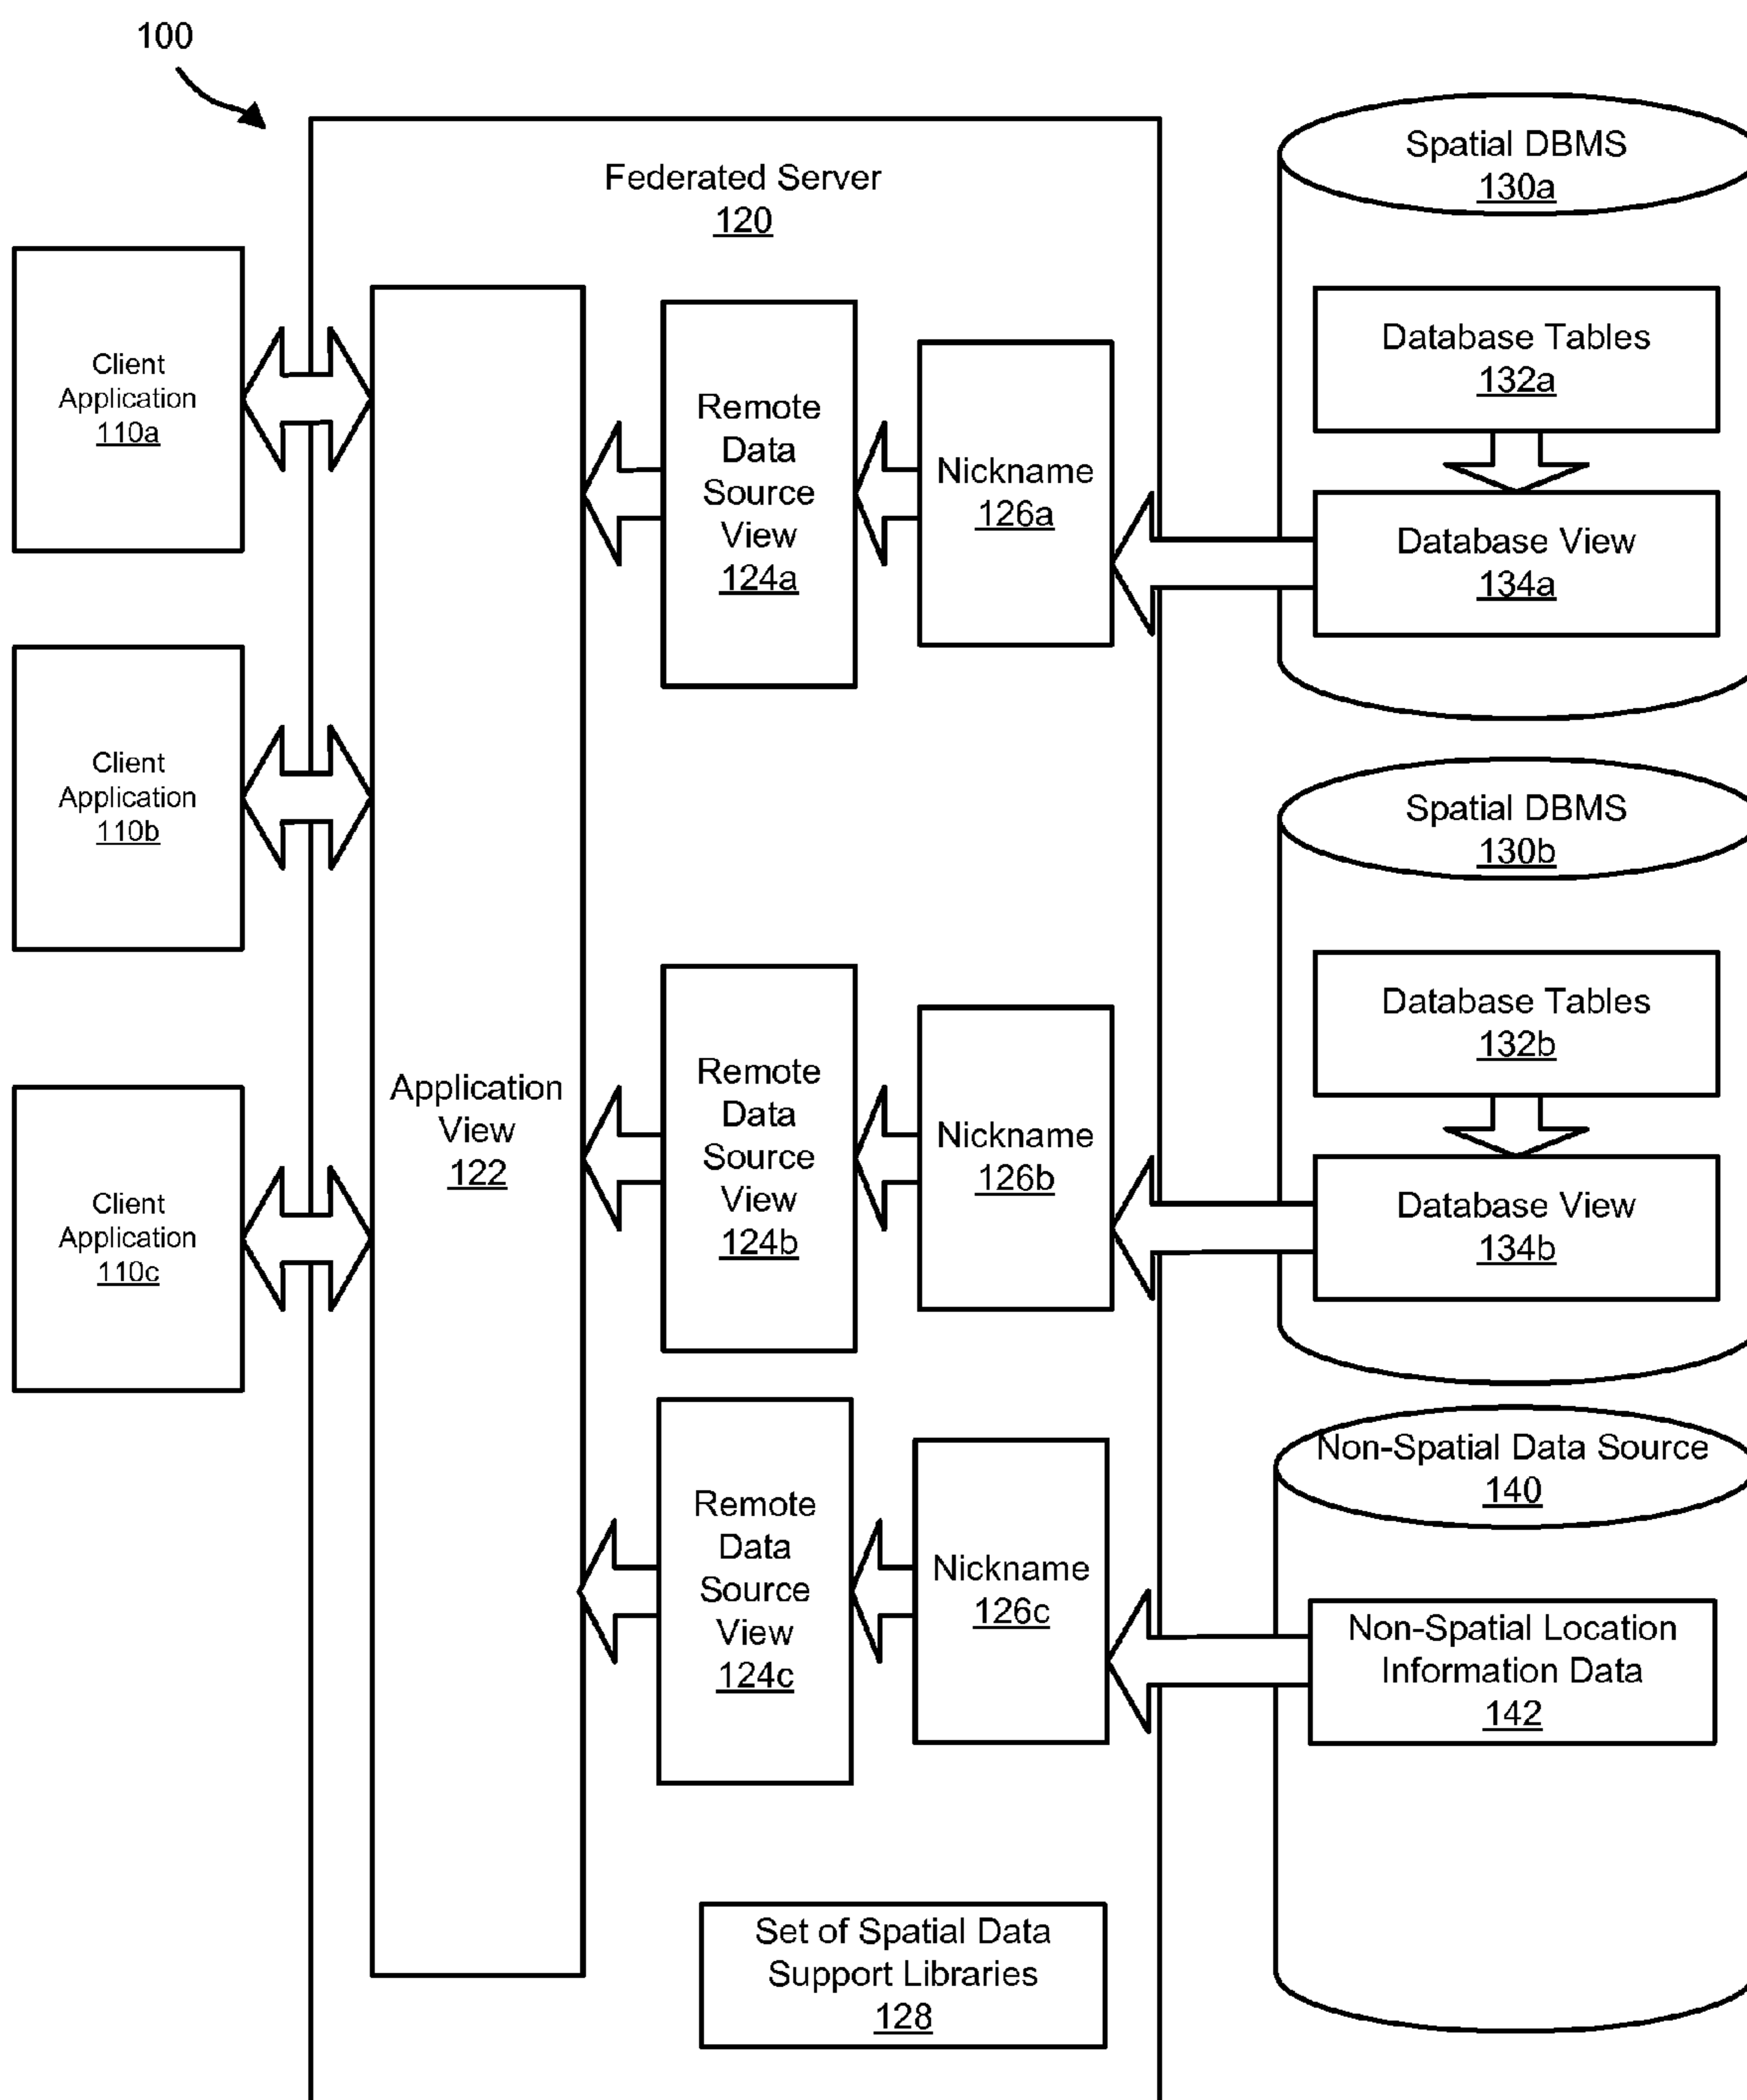 100
Federated Server
120
Client
Application
110a
Client
Application
110b
Client
Application
110c
Application
View
122
Remote
Data
Source
View
124a
Nickname
126a
Spatial DBMS
130a
Database Tables
132a
Database View
134a
Remote
Data
Source
View
124b
Nickname
126b
Spatial DBMS
130b
Database Tables
132b
Database View
134b
Remote
Data
Source
View
124c
Nickname
126c
Non-Spatial Data Source
140
Non-Spatial Location
Information Data
142
Set of Spatial Data
Support Libraries
128